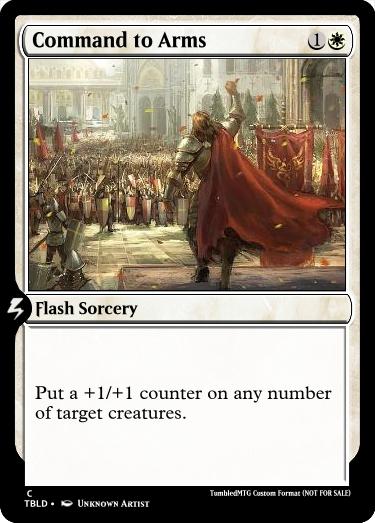 Command to Arms
1
Flash Sorcery
Put a +1/+1 counter on any number
of target creatures.
C
TBLD • Unknown Artist
TumbledMTG Custom Format (NOT FOR SALE)